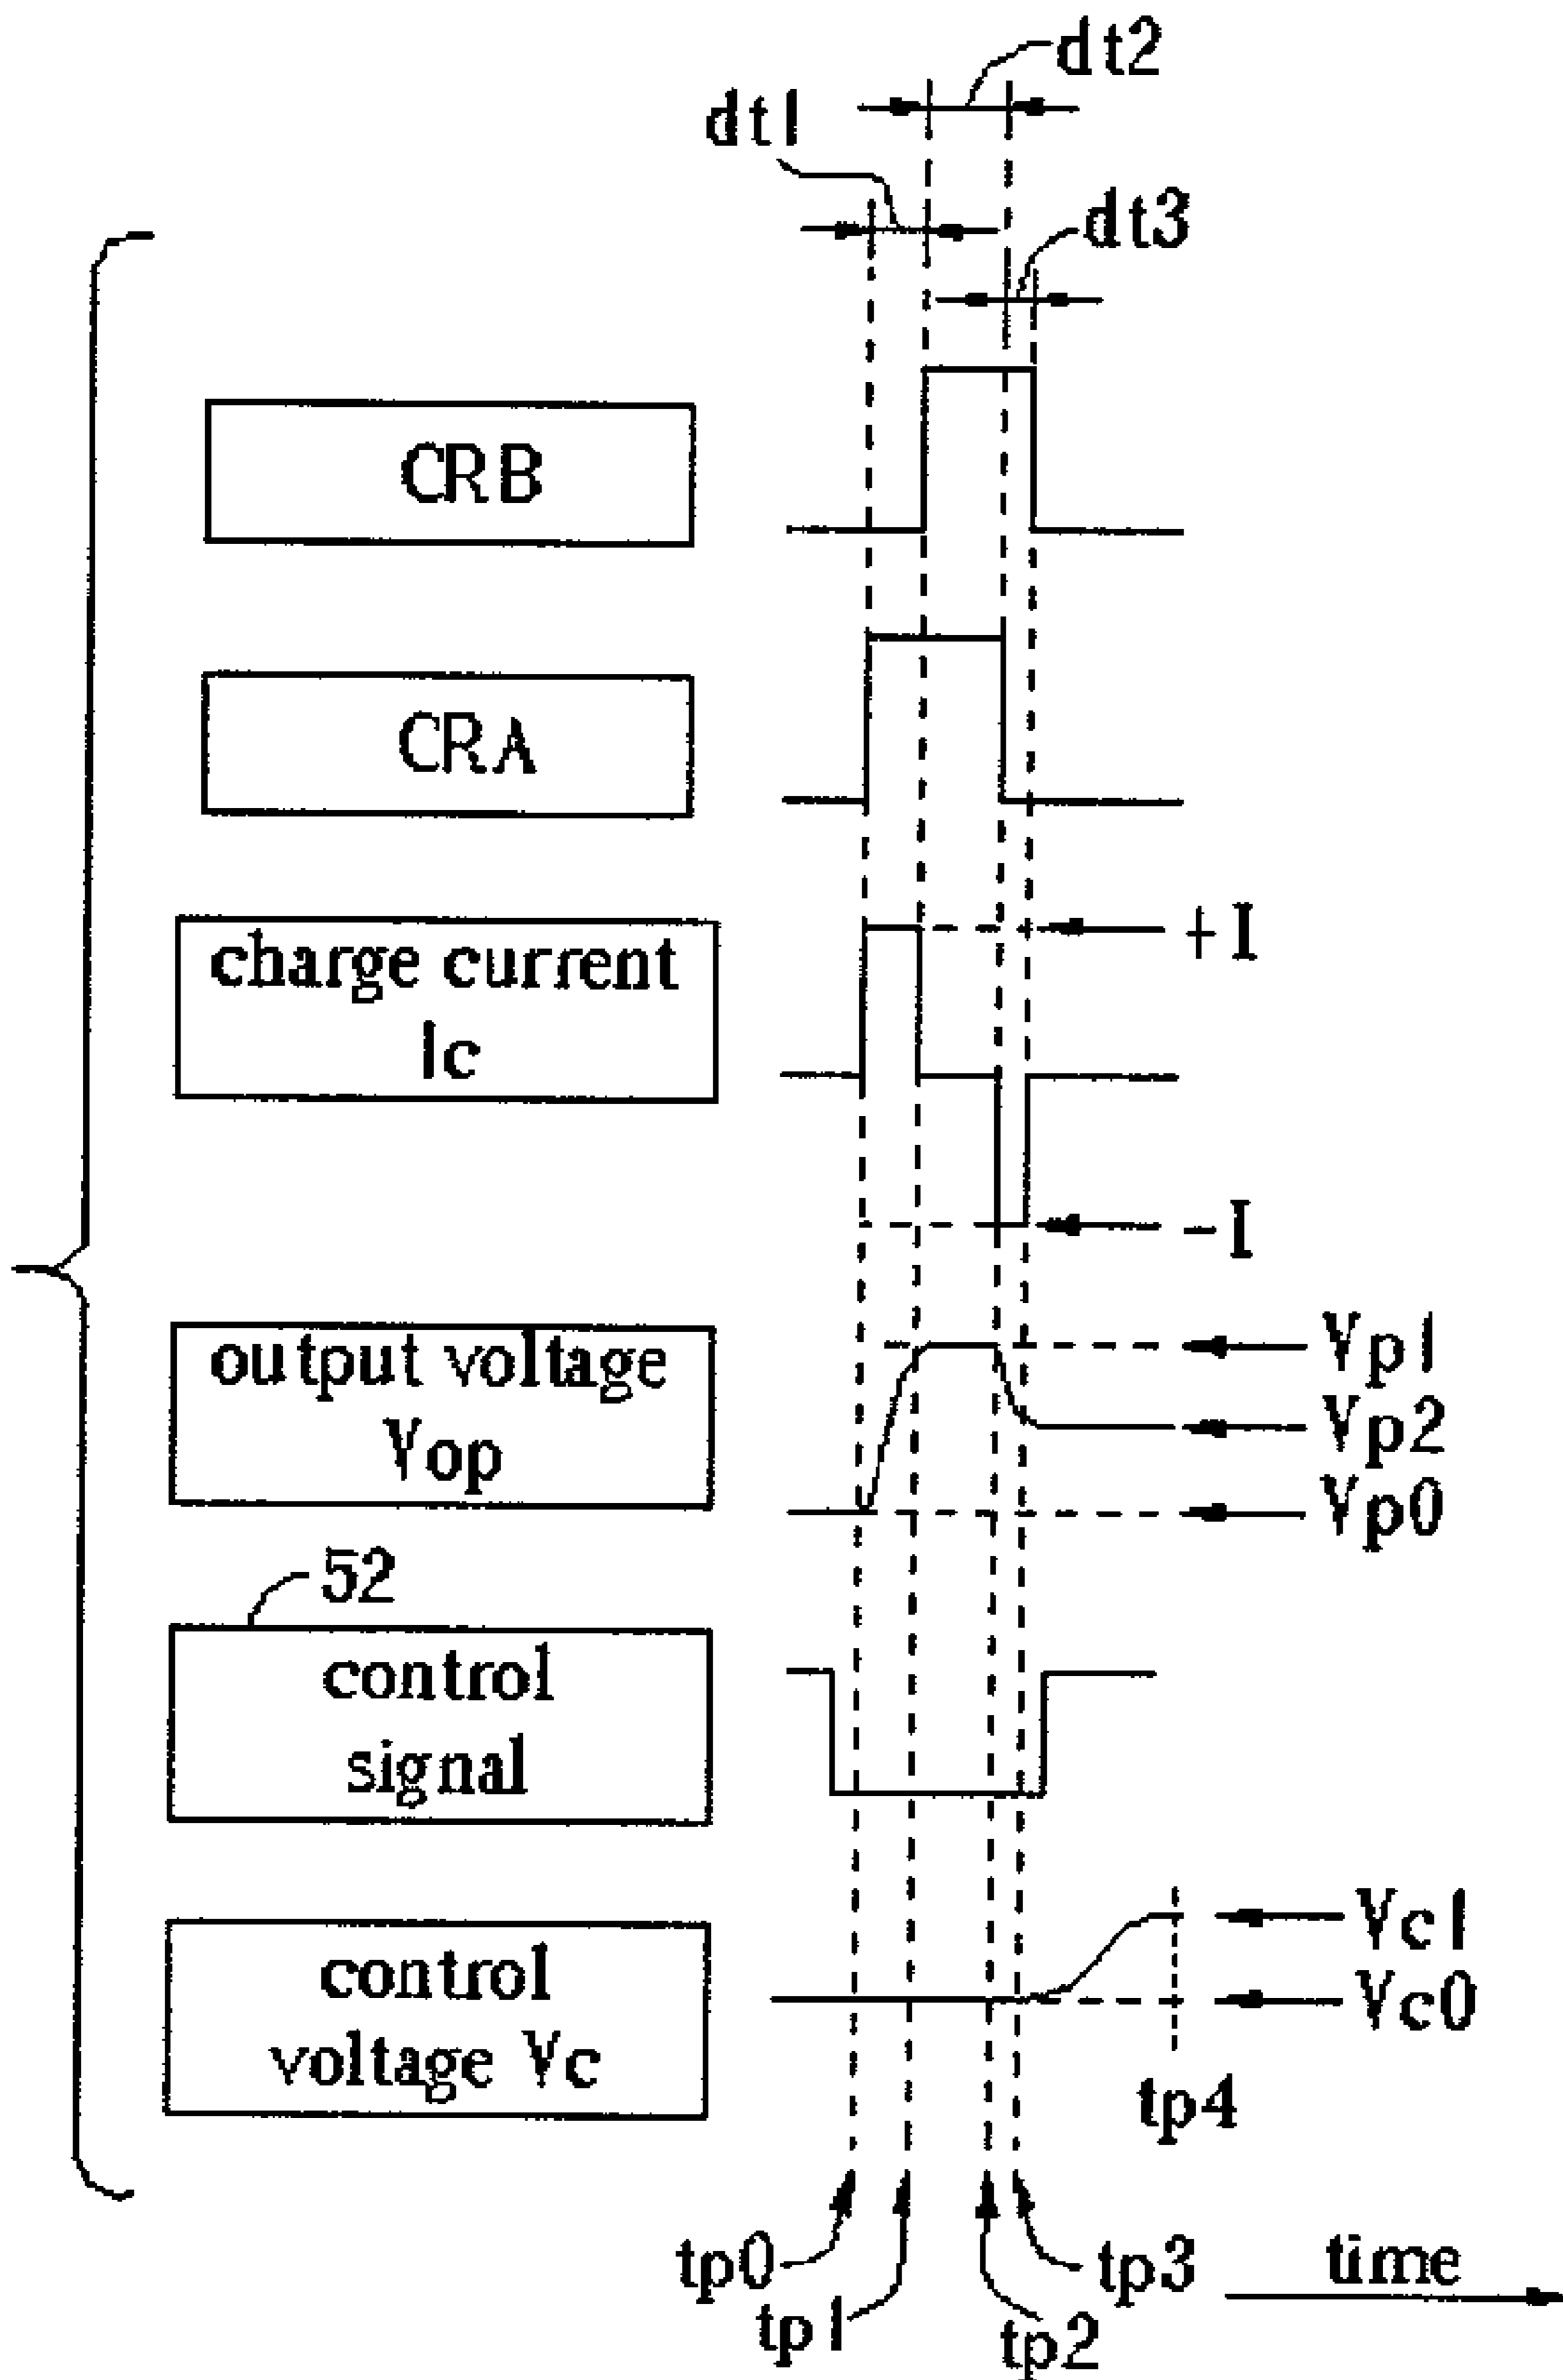 dt2
dt1
dt3
CRB
CRA
charge current
Ic
+I
-I
output voltage
Vop
Vp1
Vp2
Vp0
52
control
signal
control
voltage Vc
Vc1
Vc0
tp4
tp0
tp1
tp2
tp3
time